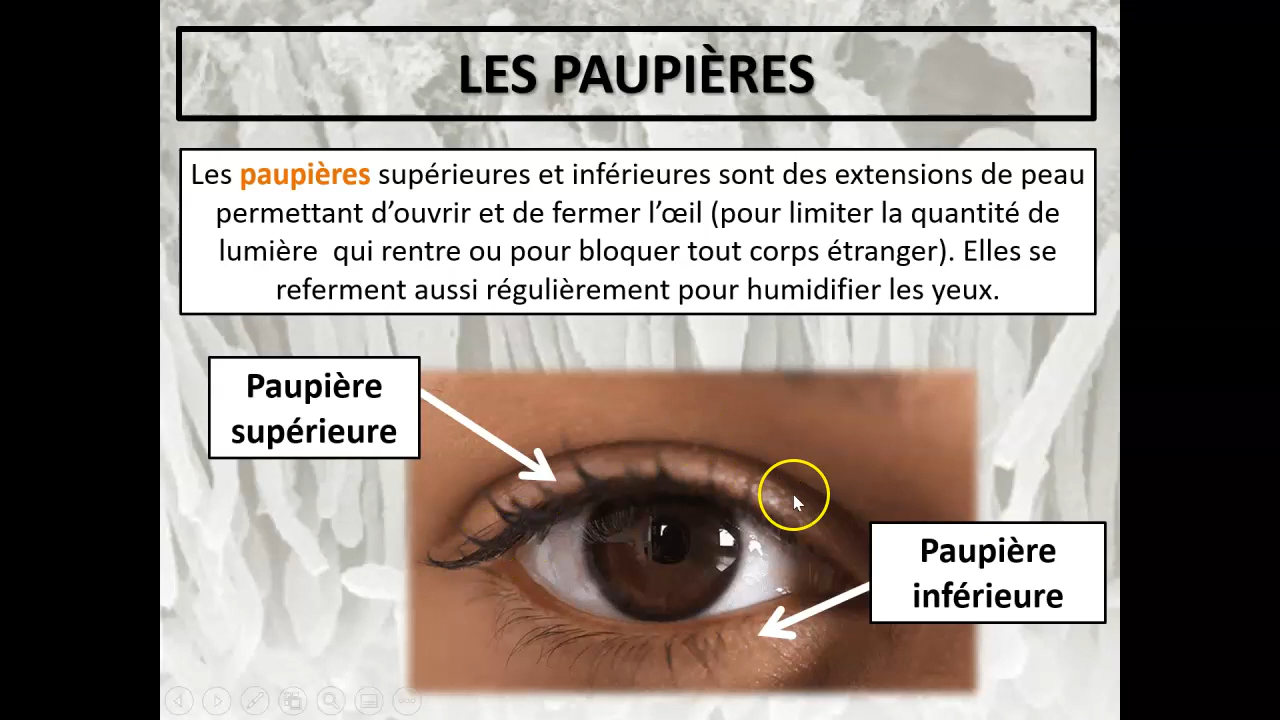 LES PAUPIÈRES
Les paupières supérieures et inférieures sont des extensions de peau
permettant d’ouvrir et de fermer l’œil (pour limiter la quantité de
lumière  qui rentre ou pour bloquer tout corps étranger). Elles se
referment aussi régulièrement pour humidifier les yeux.
Paupière
supérieure
Paupière
inférieure